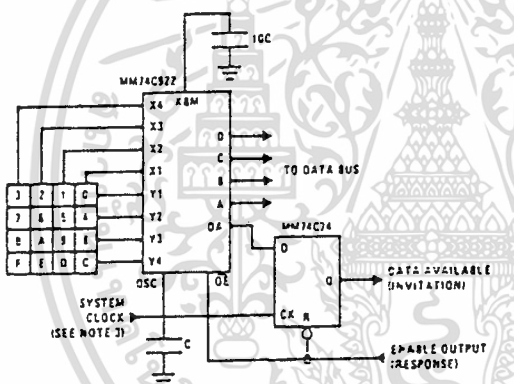 10C
MM74C922
X4
KBM
X3
X2
X1
Y1
Y2
Y3
Y4
OSC
OE
D
C
B
A
DA
TO DATA BUS
3 2 1 0
7 6 5 4
B A 9 8
F E D C
MM74C74
D
Q
CK
R
DATA AVAILABLE
(INVITATION)
SYSTEM
CLOCK
(SEE NOTE 3)
C
ENABLE OUTPUT
(RESPONSE)